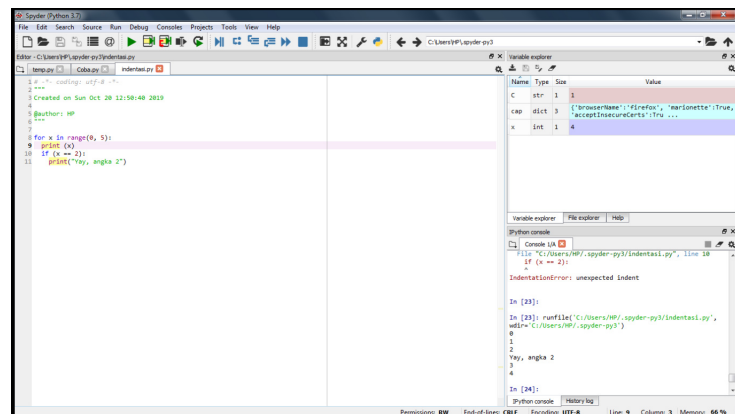 Spyder (Python 3.7)
File Edit Search Source Run Debug Consoles Projects Tools View Help
C:\Users\HP\.spyder-py3
Editor - C:\Users\HP\.spyder-py3\indentasi.py
temp.py Coba.py indentasi.py
1 # -*- coding: utf-8 -*-
2 """
3 Created on Sun Oct 20 12:50:40 2019
4
5 @author: HP
6 """
7
8 for x in range(0, 5):
9   print (x)
10   if (x == 2):
11     print("Yay, angka 2")
Variable explorer
Name Type Size Value
C str 1 1
cap dict 3 {'browserName':'firefox', 'marionette':True,
'acceptInsecureCerts':Tru ...
x int 1 4
Variable explorer File explorer Help
IPython console
Console 1/A
File "C:/Users/HP/.spyder-py3/indentasi.py", line 10
if (x == 2):
^
IndentationError: unexpected indent
In [23]:
In [23]: runfile('C:/Users/HP/.spyder-py3/indentasi.py',
wdir='C:/Users/HP/.spyder-py3')
0
1
2
Yay, angka 2
3
4
In [24]:
IPython console History log
Permissions: RW End-of-lines: CRLF Encoding: UTF-8 Line: 9 Column: 3 Memory: 66 %